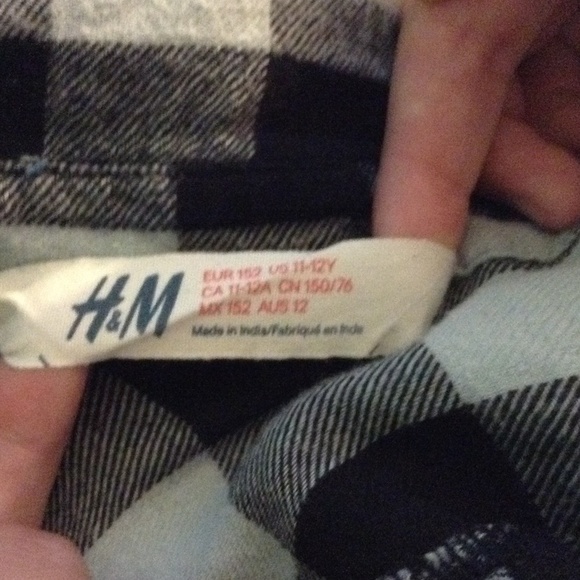 H&M
EUR 152 US 11-12Y
CA 11-12A CN 150/76
MX 152 AUS 12
Made in India/Fabriqué en Inde